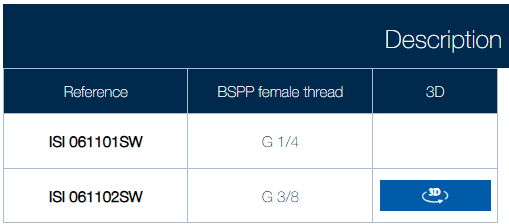 Description
Reference BSPP female thread 3D
ISI 061101SW G 1/4
ISI 061102SW G 3/8 3D